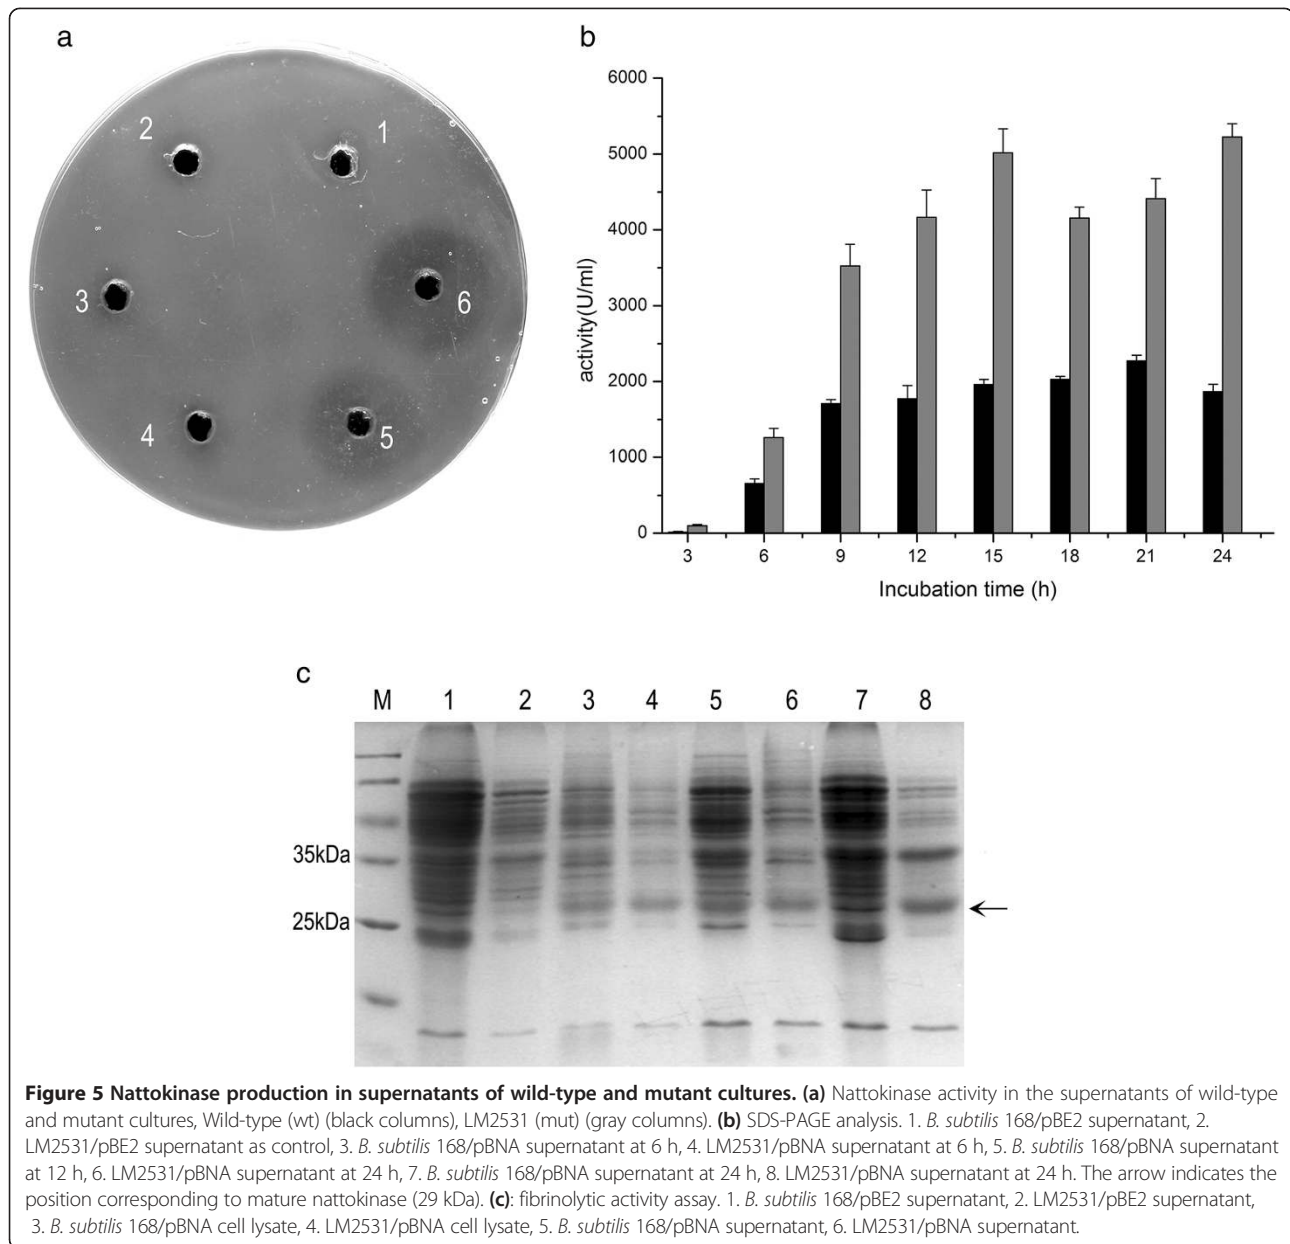 a
b
2
1
3
6
4
5
6000
5000
4000
3000
2000
1000
0
activity(U/ml)
3 6 9 12 15 18 21 24
Incubation time (h)
c
M 1 2 3 4 5 6 7 8
35kDa
25kDa
Figure 5 Nattokinase production in supernatants of wild-type and mutant cultures. (a) Nattokinase activity in the supernatants of wild-type
and mutant cultures, Wild-type (wt) (black columns), LM2531 (mut) (gray columns). (b) SDS-PAGE analysis. 1. B. subtilis 168/pBE2 supernatant, 2.
LM2531/pBE2 supernatant as control, 3. B. subtilis 168/pBNA supernatant at 6 h, 4. LM2531/pBNA supernatant at 6 h, 5. B. subtilis 168/pBNA supernatant
at 12 h, 6. LM2531/pBNA supernatant at 24 h, 7. B. subtilis 168/pBNA supernatant at 24 h, 8. LM2531/pBNA supernatant at 24 h. The arrow indicates the
position corresponding to mature nattokinase (29 kDa). (c): fibrinolytic activity assay. 1. B. subtilis 168/pBE2 supernatant, 2. LM2531/pBE2 supernatant,
3. B. subtilis 168/pBNA cell lysate, 4. LM2531/pBNA cell lysate, 5. B. subtilis 168/pBNA supernatant, 6. LM2531/pBNA supernatant.